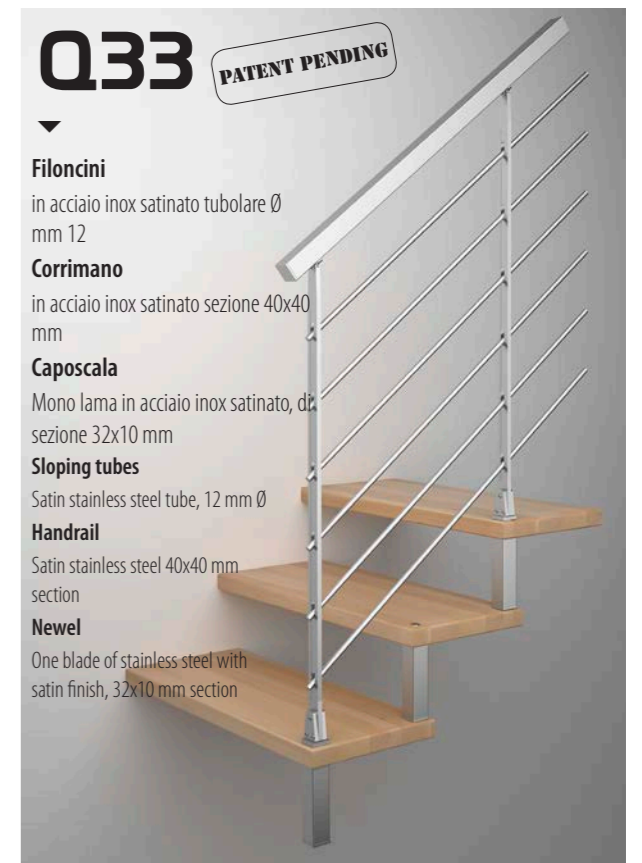 Q33
PATENT PENDING
Filoncini
in acciaio inox satinato tubolare Ø
mm 12
Corrimano
in acciaio inox satinato sezione 40x40
mm
Caposcala
Mono lama in acciaio inox satinato, di
sezione 32x10 mm
Sloping tubes
Satin stainless steel tube, 12 mm Ø
Handrail
Satin stainless steel 40x40 mm
section
Newel
One blade of stainless steel with
satin finish, 32x10 mm section